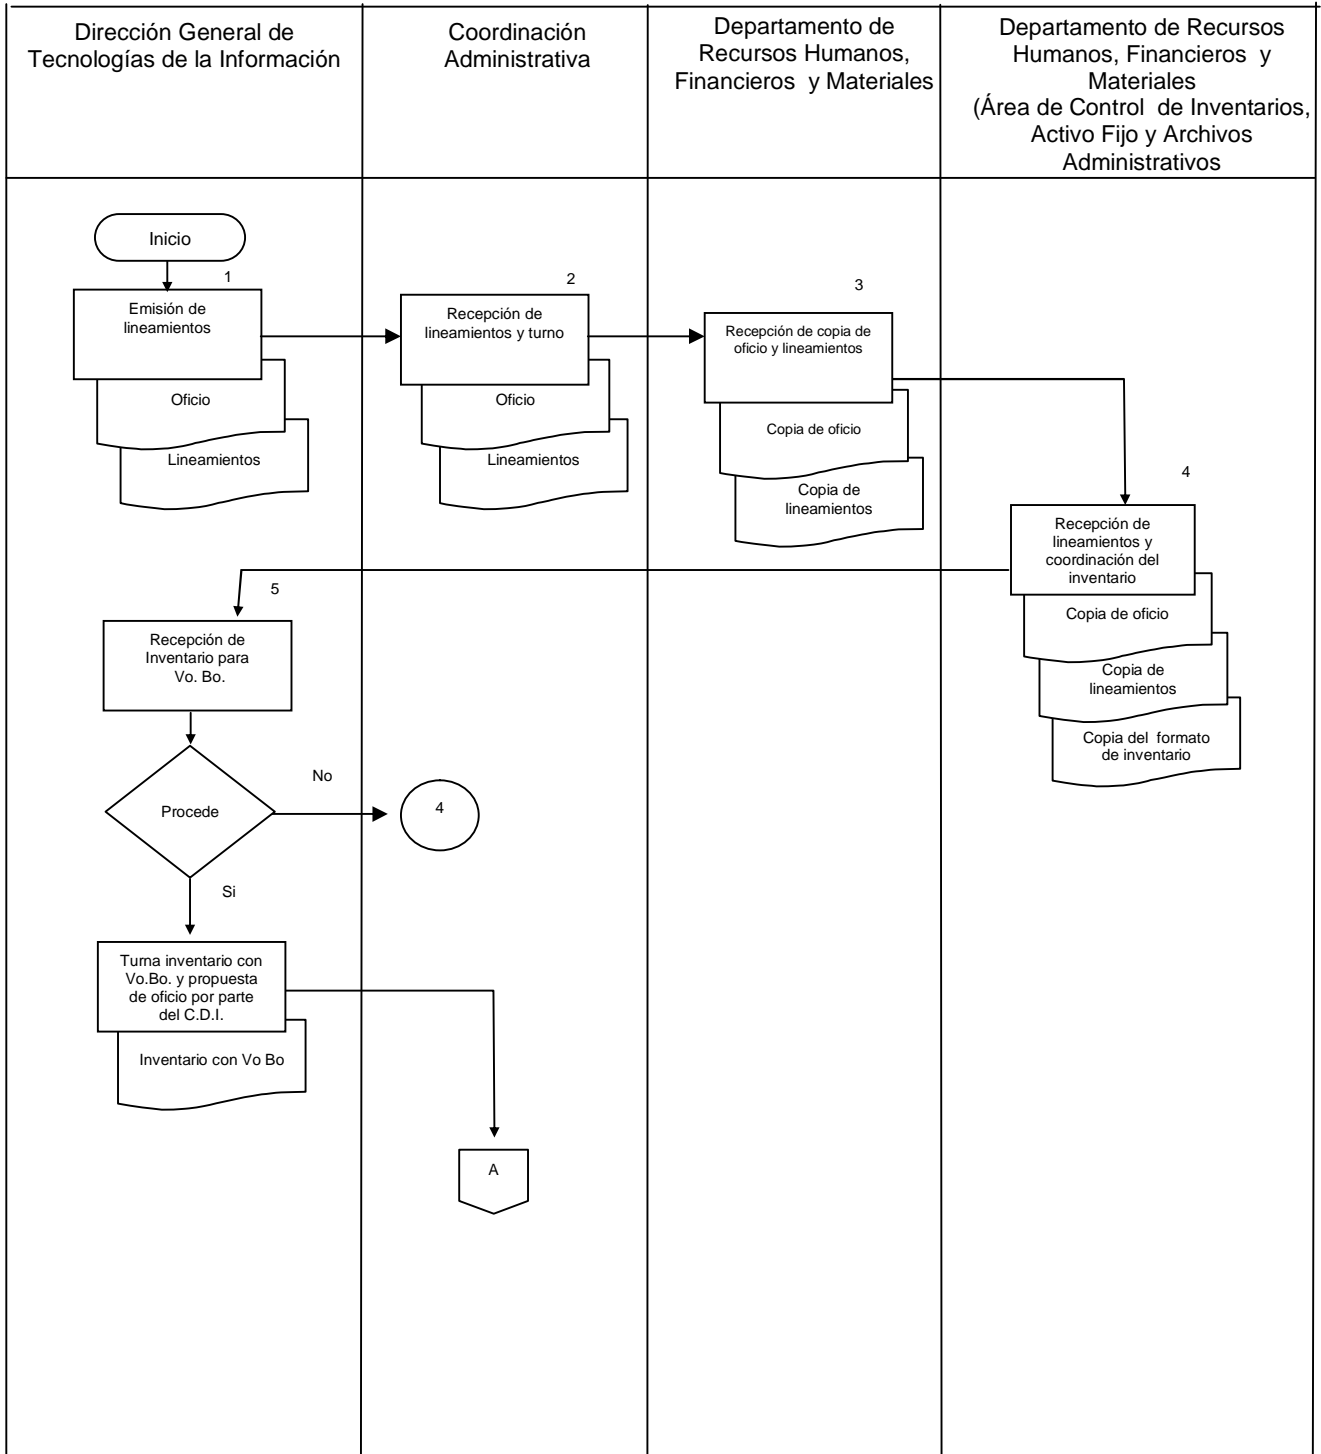 Dirección General de
Tecnologías de la Información
Coordinación
Administrativa
Departamento de
Recursos Humanos,
Financieros y Materiales
Departamento de Recursos
Humanos, Financieros y
Materiales
(Área de Control de Inventarios,
Activo Fijo y Archivos
Administrativos
Inicio
1
Emisión de
lineamientos
Oficio
Lineamientos
2
Recepción de
lineamientos y turno
Oficio
Lineamientos
3
Recepción de copia de
oficio y lineamientos
Copia de oficio
Copia de
lineamientos
4
Recepción de
lineamientos y
coordinación del
inventario
Copia de oficio
Copia de
lineamientos
Copia del formato
de inventario
5
Recepción de
Inventario para
Vo. Bo.
Procede
No
4
Si
Turna inventario con
Vo.Bo. y propuesta
de oficio por parte
del C.D.I.
Inventario con Vo Bo
A